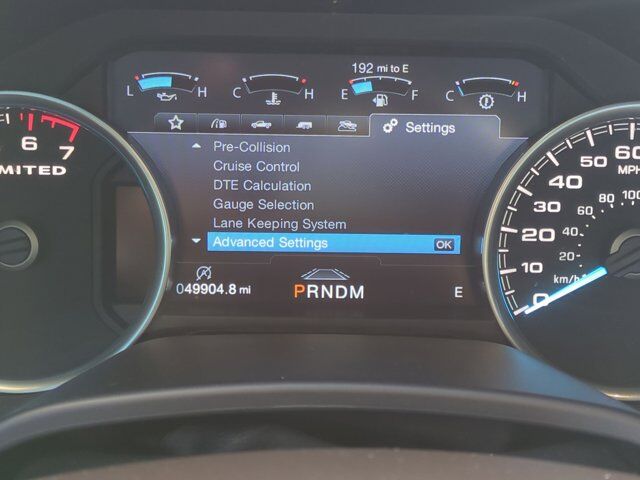 192 mi to E
L H C H E F C H
Settings
Pre-Collision
Cruise Control
DTE Calculation
Gauge Selection
Lane Keeping System
Advanced Settings OK
049904.8 mi
PRNDM
E
6 7
LIMITED
0 10 20 30 40 50 60
MPH
20 40 60 80 100
km/h